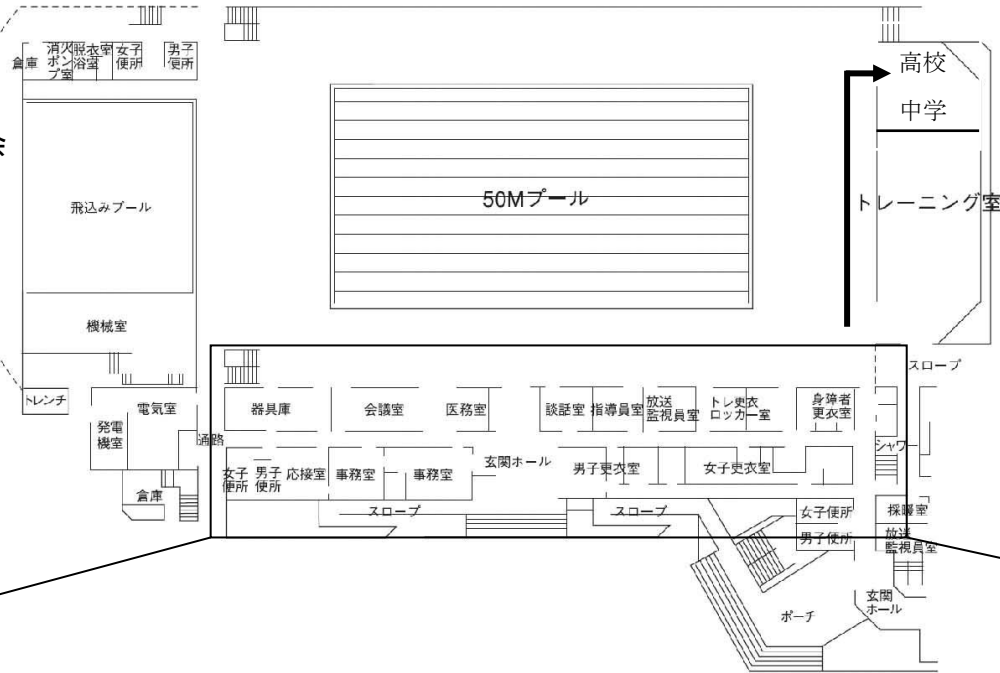 倉庫
消火
ポン
プ室
脱衣室
浴室
女子
便所
男子
便所
高校
中学
飛込みプール
50Mプール
トレーニング室
機械室
スロープ
トレンチ
電気室
発電
機室
通路
倉庫
器具庫
会議室
医務室
談話室
指導員室
放送
監視員室
トレ更衣
ロッカー室
身障者
更衣室
シャワー
女子
便所
男子
便所
応接室
事務室
事務室
玄関ホール
男子更衣室
女子更衣室
スロープ
スロープ
女子便所
男子便所
採暖室
放送
監視員室
玄関
ホール
ポーチ